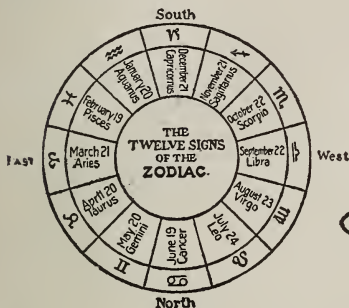 South
December 21
Capricornus
November 21
Sagittarius
October 22
Scorpio
September 22
Libra
West
August 23
Virgo
July 24
Leo
June 19
Cancer
North
May 20
Gemini
April 20
Taurus
March 21
Aries
East
February 19
Pisces
January 20
Aquarius
THE
TWELVE SIGNS
OF THE
ZODIAC.